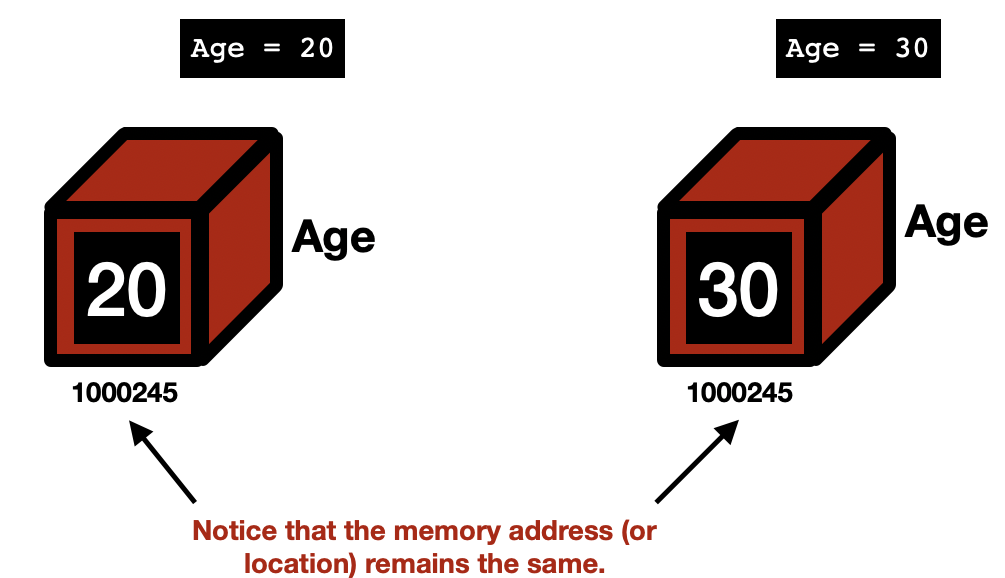 Age = 20
Age = 30
Age
Age
20
30
1000245
1000245
Notice that the memory address (or
location) remains the same.